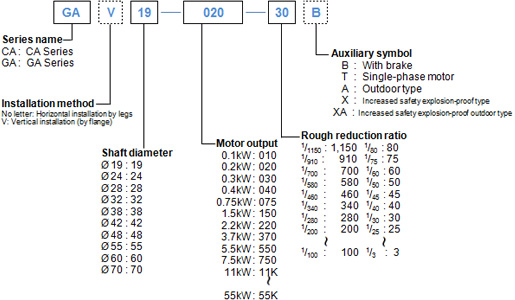 GA V 19 — 020 — 30 B
Series name
CA : CA Series
GA : GA Series
Installation method
No letter: Horizontal installation by legs
V: Vertical installation (by flange)
Shaft diameter
Ø 19 : 19
Ø 24 : 24
Ø 28 : 28
Ø 32 : 32
Ø 38 : 38
Ø 42 : 42
Ø 48 : 48
Ø 55 : 55
Ø 60 : 60
Ø 70 : 70
Motor output
0.1kW : 010
0.2kW : 020
0.3kW : 030
0.4kW : 040
0.75kW : 075
1.5kW : 150
2.2kW : 220
3.7kW : 370
5.5kW : 550
7.5kW : 750
11kW : 11K
55kW : 55K
Auxiliary symbol
B : With brake
T : Single-phase motor
A : Outdoor type
X : Increased safety explosion-proof type
XA : Increased safety explosion-proof outdoor type
Rough reduction ratio
1/1150 : 1,150 1/80 : 80
1/910 : 910 1/75 : 75
1/700 : 700 1/60 : 60
1/580 : 580 1/50 : 50
1/460 : 460 1/45 : 45
1/340 : 340 1/40 : 40
1/280 : 280 1/30 : 30
1/200 : 200 1/25 : 25
1/100 : 100 1/3 : 3